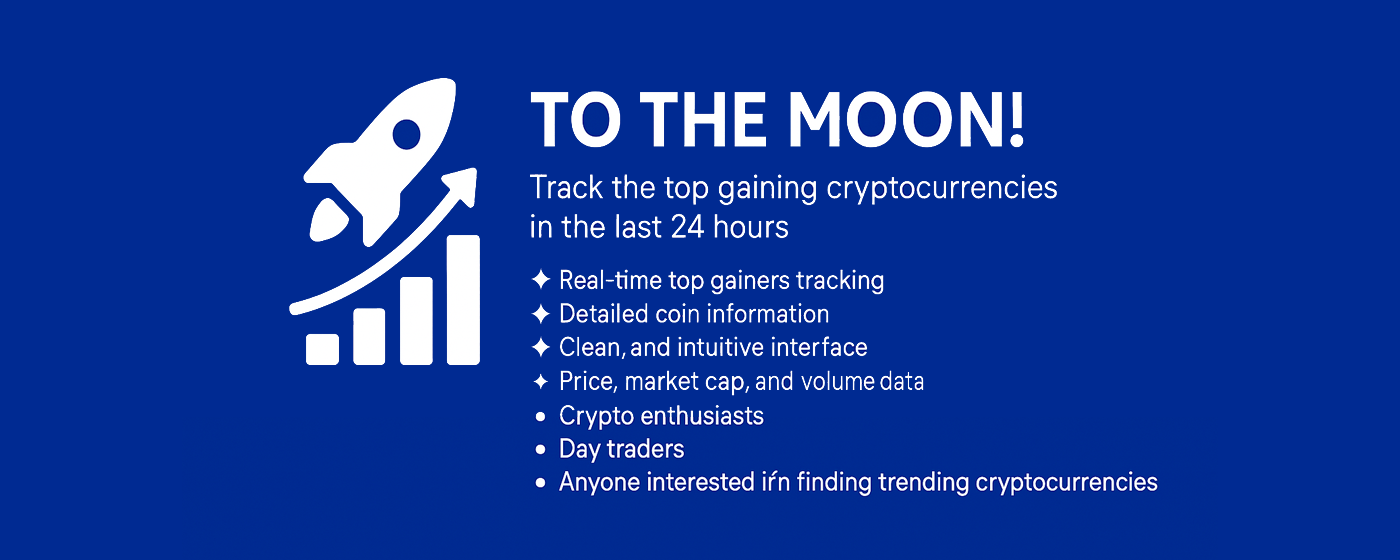 TO THE MOON!
Track the top gaining cryptocurrencies
in the last 24 hours
✦ Real-time top gainers tracking
✦ Detailed coin information
✦ Clean, and intuitive interface
✦ Price, market cap, and volume data
• Crypto enthusiasts
• Day traders
• Anyone interested iŕn finding trending cryptocurrencies